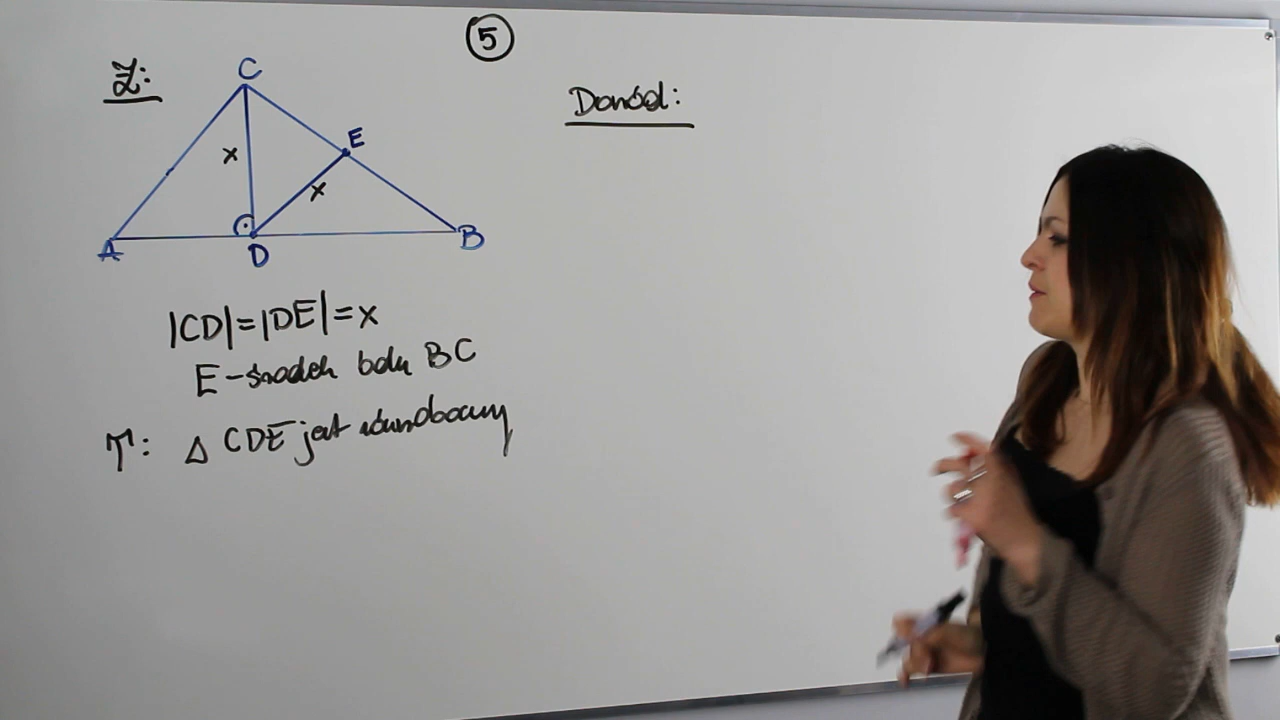 5
Z:
C
E
x
x
A
D
B
|CD|=|DE|=x
E-środek boku BC
T: Δ CDE jest równoboczny
Dowód: